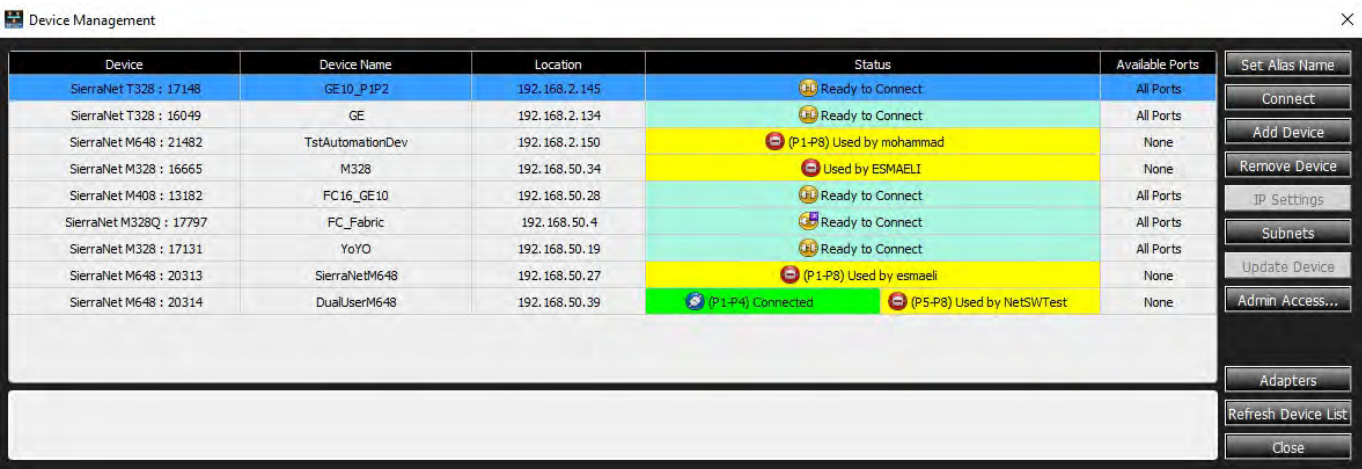 Device Management
Device Device Name Location Status Available Ports
SierraNet T328 : 17148 GE10_P1P2 192.168.2.145 Ready to Connect All Ports
SierraNet T328 : 16049 GE 192.168.2.134 Ready to Connect All Ports
SierraNet M648 : 21482 TstAutomationDev 192.168.2.150 (P1-P8) Used by mohammad None
SierraNet M328 : 16665 M328 192.168.50.34 Used by ESMAELI None
SierraNet M408 : 13182 FC16_GE10 192.168.50.28 Ready to Connect All Ports
SierraNet M328Q : 17797 FC_Fabric 192.168.50.4 Ready to Connect All Ports
SierraNet M328 : 17131 YoYO 192.168.50.19 Ready to Connect All Ports
SierraNet M648 : 20313 SierraNetM648 192.168.50.27 (P1-P8) Used by esmaeli None
SierraNet M648 : 20314 DualUserM648 192.168.50.39 (P1-P4) Connected (P5-P8) Used by NetSWTest None
Set Alias Name
Connect
Add Device
Remove Device
IP Settings
Subnets
Update Device
Admin Access...
Adapters
Refresh Device List
Close